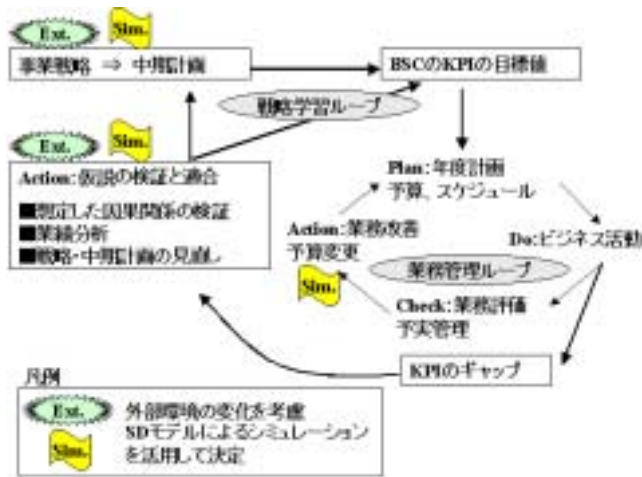 Ext.
Sim.
事業戦略 ⇒ 中期計画
BSCのKPIの目標値
戦略学習ループ
Ext.
Sim.
Action:仮説の検証と適合
■想定した因果関係の検証
■業績分析
■戦略・中期計画の見直し
Plan:年度計画
予算、スケジュール
Action:業務改善
予算変更
Sim.
Do:ビジネス活動
業務管理ループ
Check:業務評価
予実管理
KPIのギャップ
凡例
Ext.
外部環境の変化を考慮
Sim.
SDモデルによるシミュレーション
を活用して決定